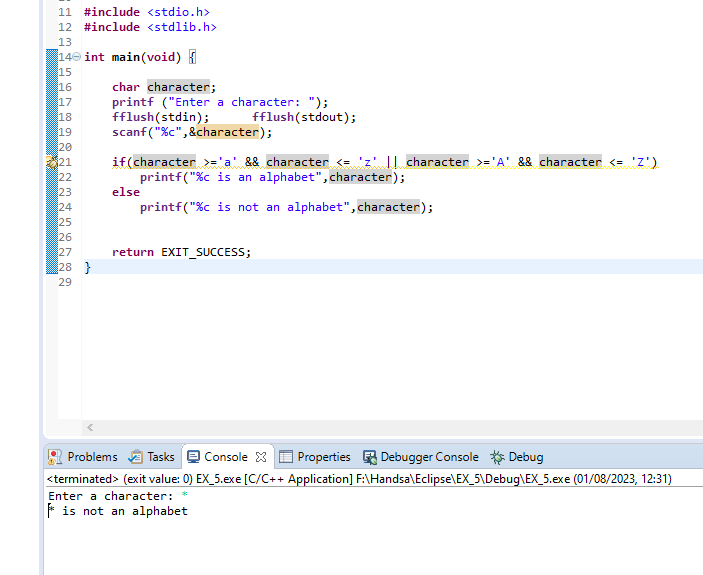 11 #include <stdio.h>
12 #include <stdlib.h>
13
14 int main(void) {
15
16 char character;
17 printf ("Enter a character: ");
18 fflush(stdin); fflush(stdout);
19 scanf("%c",&character);
20
21 if(character >='a' && character <= 'z' || character >='A' && character <= 'Z')
22 printf("%c is an alphabet",character);
23 else
24 printf("%c is not an alphabet",character);
25
26
27 return EXIT_SUCCESS;
28 }
29
Problems Tasks Console Properties Debugger Console Debug
<terminated> (exit value: 0) EX_5.exe [C/C++ Application] F:\Handsa\Eclipse\EX_5\Debug\EX_5.exe (01/08/2023, 12:31)
Enter a character: *
* is not an alphabet